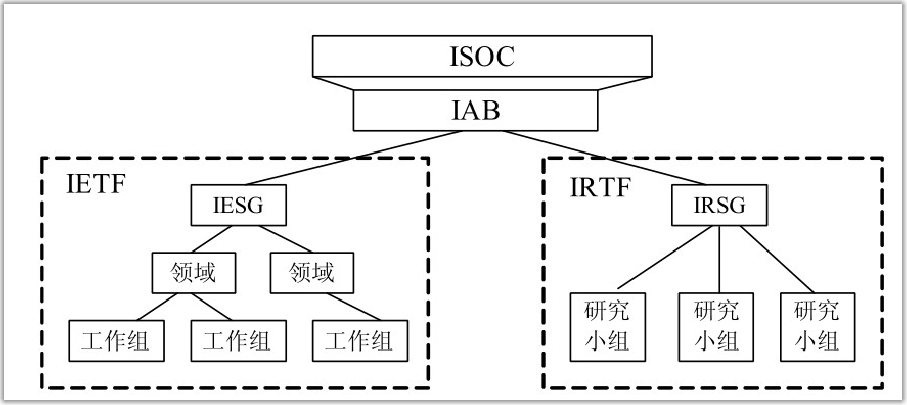 ISOC
IAB
IETF
IESG
领域
领域
工作组
工作组
工作组
IRTF
IRSG
研究
小组
研究
小组
研究
小组